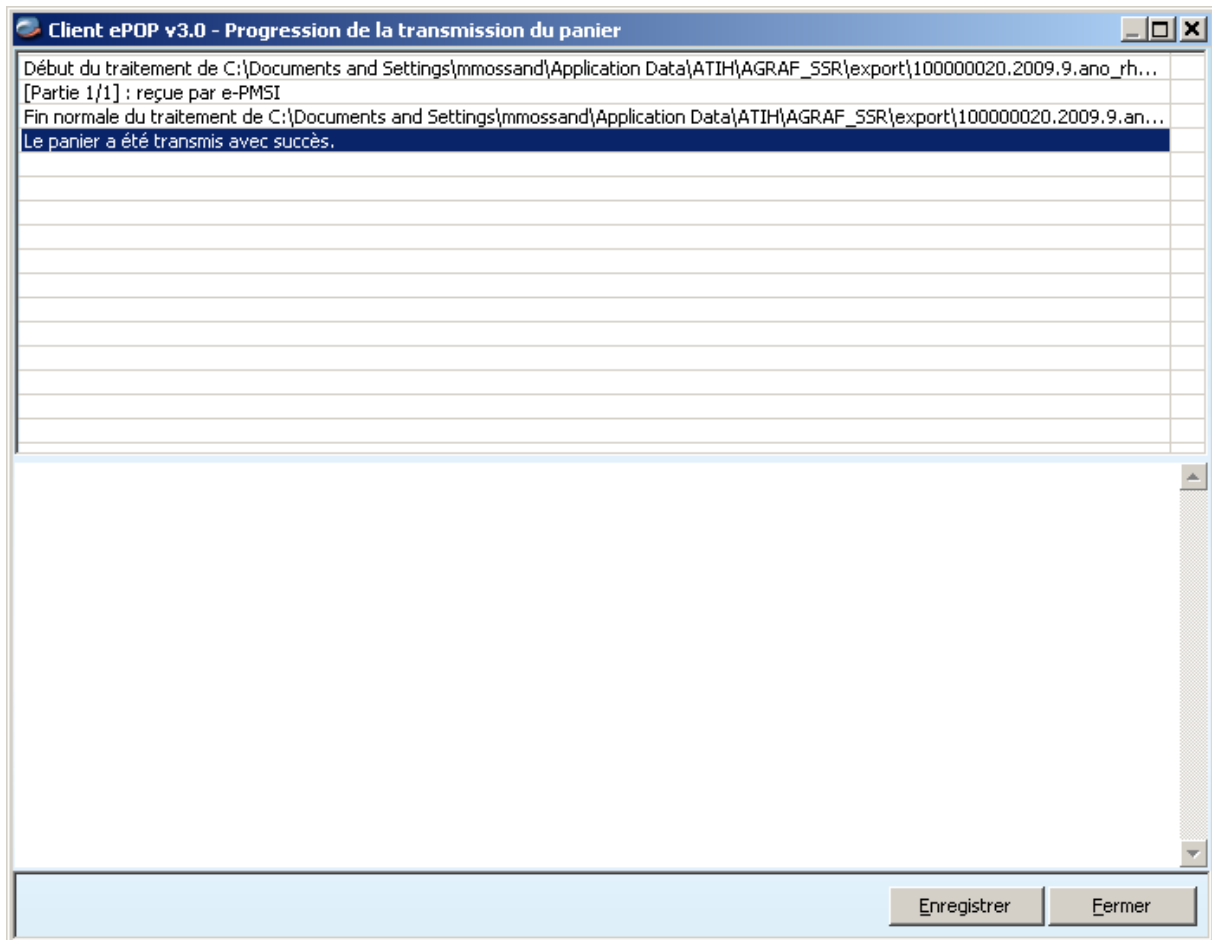 Client ePOP v3.0 - Progression de la transmission du panier
Début du traitement de C:\Documents and Settings\mmossand\Application Data\ATIH\AGRAF_SSR\export\100000020.2009.9.ano_rh...
[Partie 1/1] : reçue par e-PMSI
Fin normale du traitement de C:\Documents and Settings\mmossand\Application Data\ATIH\AGRAF_SSR\export\100000020.2009.9.an...
Le panier a été transmis avec succès.
Enregistrer
Fermer